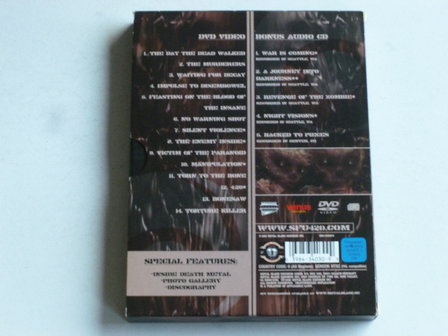 DVD VIDEO
1. THE DAY THE DEAD WALKED
2. THE MURDERERS
3. WAITING FOR DECAY
4. IMPULSE TO DISEMBOWEL
5. FEASTING ON THE BLOOD OF
THE INSANE
6. NO WARNING SHOT
7. SILENT VIOLENCE*
8. THE ENEMY INSIDE*
9. VICTIM OF THE PARANOID
10. MANIPULATION*
11. TORN TO THE BONE
12. 420*
13. BONESAW
14. TORTURE KILLER
SPECIAL FEATURES:
·INSIDE DEATH METAL
·PHOTO GALLERY
·DISCOGRAPHY
BONUS AUDIO CD
1. WAR IS COMING*
RECORDED IN SEATTLE, WA
2. A JOURNEY INTO
DARKNESS**
RECORDED IN SEATTLE, WA
3. REVENGE OF THE ZOMBIE*
RECORDED IN SEATTLE, WA
4. NIGHT VISIONS*
RECORDED IN SEATTLE, WA
5. HACKED TO PIECES
RECORDED IN DENVER, CO
DVD
VIDEO
WWW.SFU420.COM